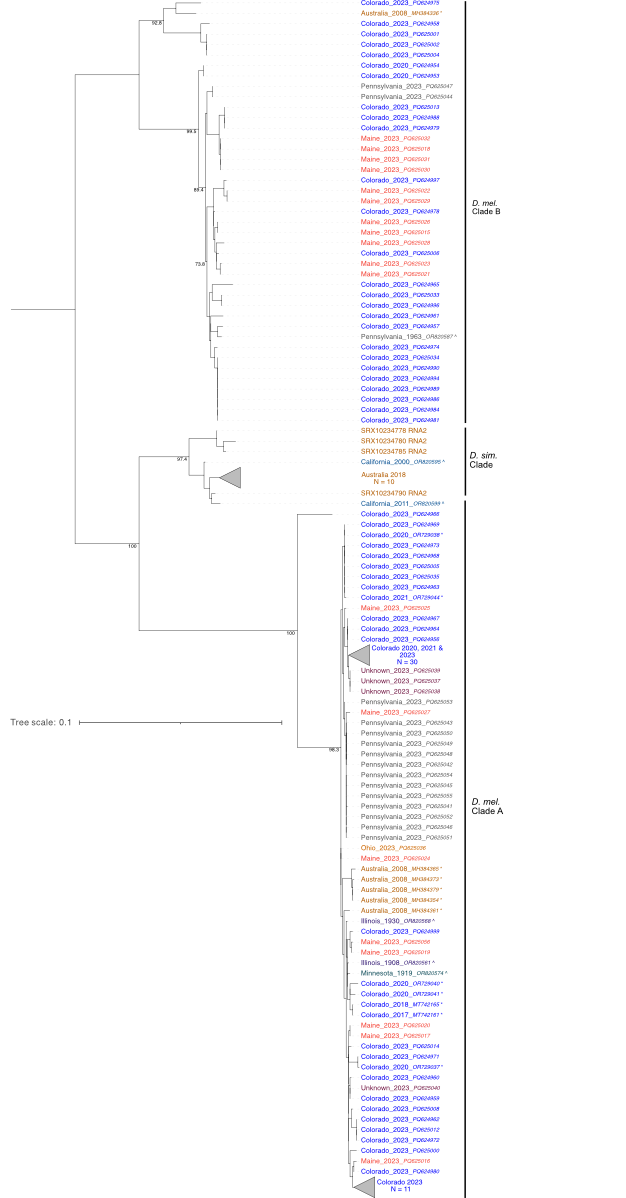 Colorado_2023_PQ624975
Australia_2008_MH384336*
Colorado_2023_PQ624958
Colorado_2023_PQ625001
Colorado_2023_PQ625002
Colorado_2023_PQ625004
Colorado_2020_PQ624954
Colorado_2020_PQ624953
Pennsylvania_2023_PQ625047
Pennsylvania_2023_PQ625044
Colorado_2023_PQ625013
Colorado_2023_PQ624988
Colorado_2023_PQ624979
Maine_2023_PQ625032
Maine_2023_PQ625018
Maine_2023_PQ625031
Maine_2023_PQ625030
Colorado_2023_PQ624997
Maine_2023_PQ625022
Maine_2023_PQ625029
Colorado_2023_PQ624978
Maine_2023_PQ625026
Maine_2023_PQ625015
Maine_2023_PQ625028
Colorado_2023_PQ625006
Maine_2023_PQ625023
Maine_2023_PQ625021
Colorado_2023_PQ624965
Colorado_2023_PQ625033
Colorado_2023_PQ624996
Colorado_2023_PQ624961
Colorado_2023_PQ624957
Pennsylvania_1963_OR820587^
Colorado_2023_PQ624974
Colorado_2023_PQ625034
Colorado_2023_PQ624990
Colorado_2023_PQ624994
Colorado_2023_PQ624989
Colorado_2023_PQ624986
Colorado_2023_PQ624984
Colorado_2023_PQ624981
92.8
99.5
89.4
73.8
D. mel.
Clade B
SRX10234778 RNA2
SRX10234780 RNA2
SRX10234785 RNA2
California_2000_OR820595^
Australia 2018
N = 10
SRX10234790 RNA2
California_2011_OR820599^
97.4
100
D. sim.
Clade
Colorado_2023_PQ624966
Colorado_2023_PQ624969
Colorado_2020_OR729038*
Colorado_2023_PQ624973
Colorado_2023_PQ624968
Colorado_2023_PQ625005
Colorado_2023_PQ625035
Colorado_2023_PQ624963
Colorado_2021_OR729044*
Maine_2023_PQ625025
Colorado_2023_PQ624967
Colorado_2023_PQ624964
Colorado_2023_PQ624956
100
Colorado 2020, 2021 &
2023
N = 30
Unknown_2023_PQ625039
Unknown_2023_PQ625037
Unknown_2023_PQ625038
Pennsylvania_2023_PQ625053
Maine_2023_PQ625027
Tree scale: 0.1
Pennsylvania_2023_PQ625043
Pennsylvania_2023_PQ625050
Pennsylvania_2023_PQ625049
98.3
Pennsylvania_2023_PQ625048
Pennsylvania_2023_PQ625042
Pennsylvania_2023_PQ625054
Pennsylvania_2023_PQ625045
Pennsylvania_2023_PQ625055
Pennsylvania_2023_PQ625041
Pennsylvania_2023_PQ625052
Pennsylvania_2023_PQ625046
Pennsylvania_2023_PQ625051
D. mel.
Clade A
Ohio_2023_PQ625036
Maine_2023_PQ625024
Australia_2008_MH384365*
Australia_2008_MH384373*
Australia_2008_MH384379*
Australia_2008_MH384354*
Australia_2008_MH384361*
Illinois_1930_OR820568^
Colorado_2023_PQ624999
Maine_2023_PQ625056
Maine_2023_PQ625019
Illinois_1908_OR820561^
Minnesota_1919_OR820574^
Colorado_2020_OR729040*
Colorado_2020_OR729041*
Colorado_2018_MT742165*
Colorado_2017_MT742161*
Maine_2023_PQ625020
Maine_2023_PQ625017
Colorado_2023_PQ625014
Colorado_2023_PQ624971
Colorado_2020_OR729037*
Colorado_2023_PQ624960
Unknown_2023_PQ625040
Colorado_2023_PQ624959
Colorado_2023_PQ625008
Colorado_2023_PQ624962
Colorado_2023_PQ625012
Colorado_2023_PQ624972
Colorado_2023_PQ625000
Maine_2023_PQ625016
Colorado_2023_PQ624980
Colorado 2023
N = 11